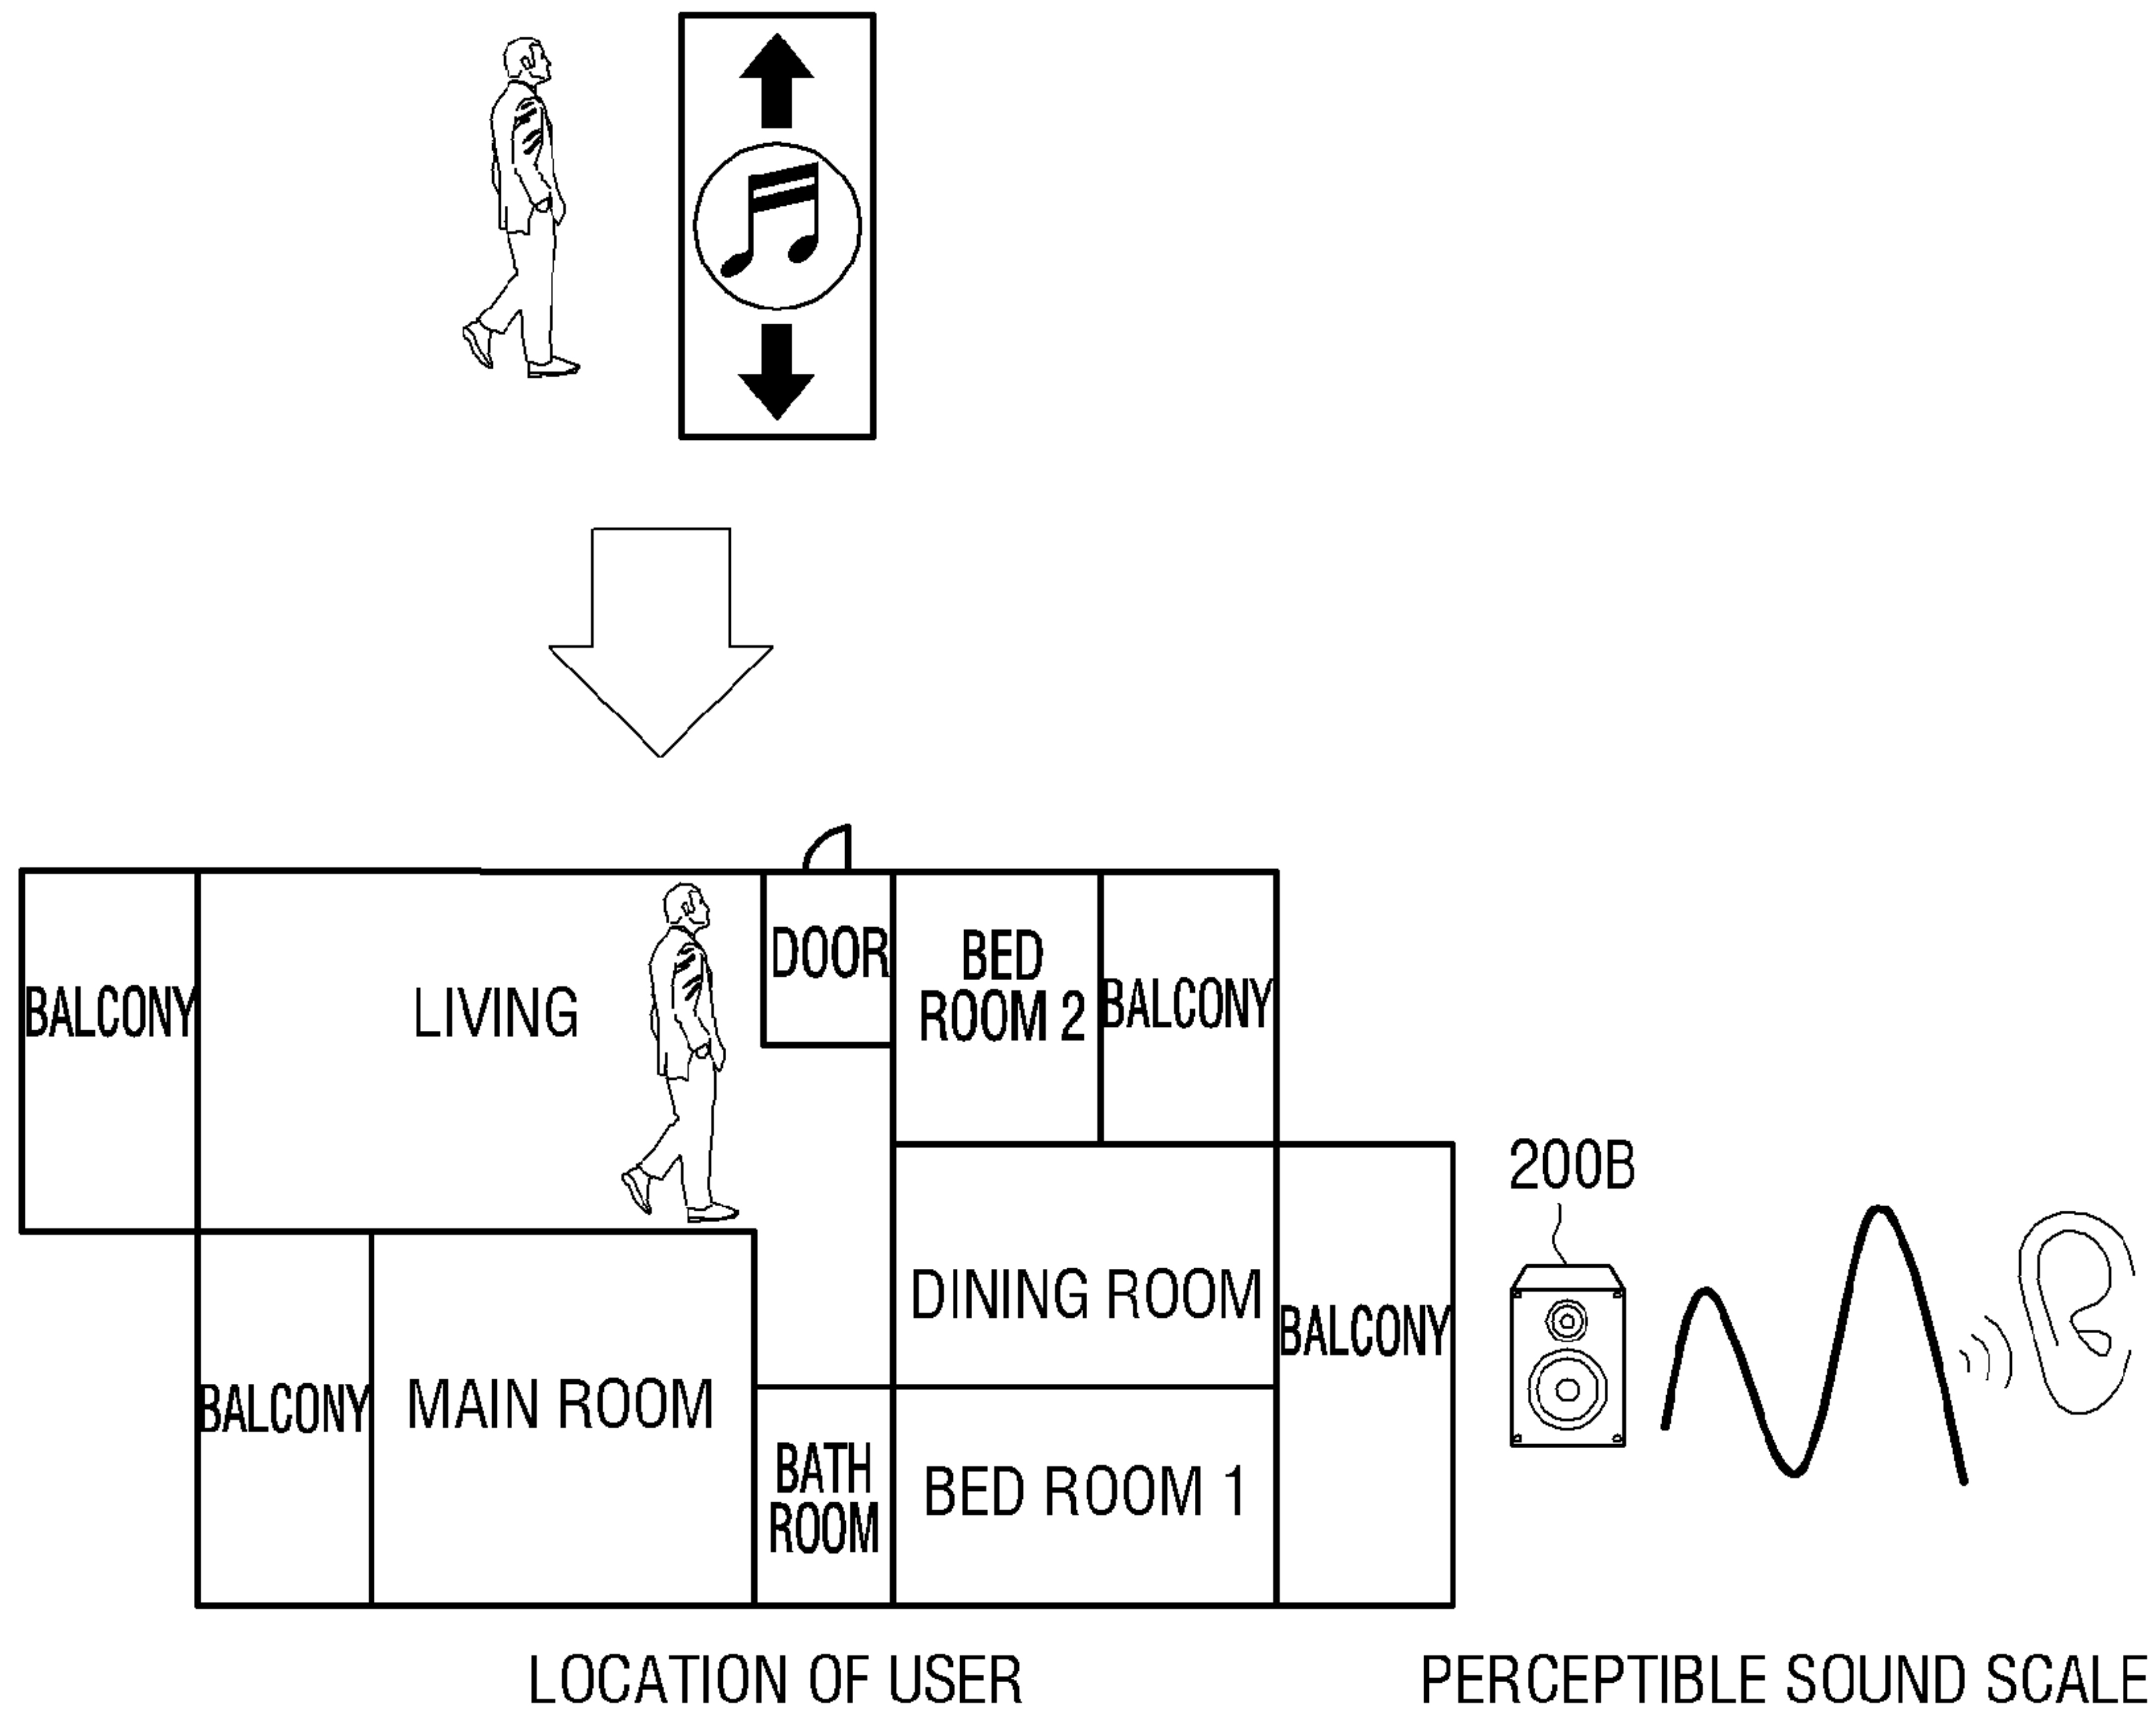 DOOR
BED
ROOM 2
BALCONY
LIVING
BALCONY
200B
DINING ROOM
BALCONY
BALCONY
MAIN ROOM
BATH
ROOM
BED ROOM 1
LOCATION OF USER
PERCEPTIBLE SOUND SCALE